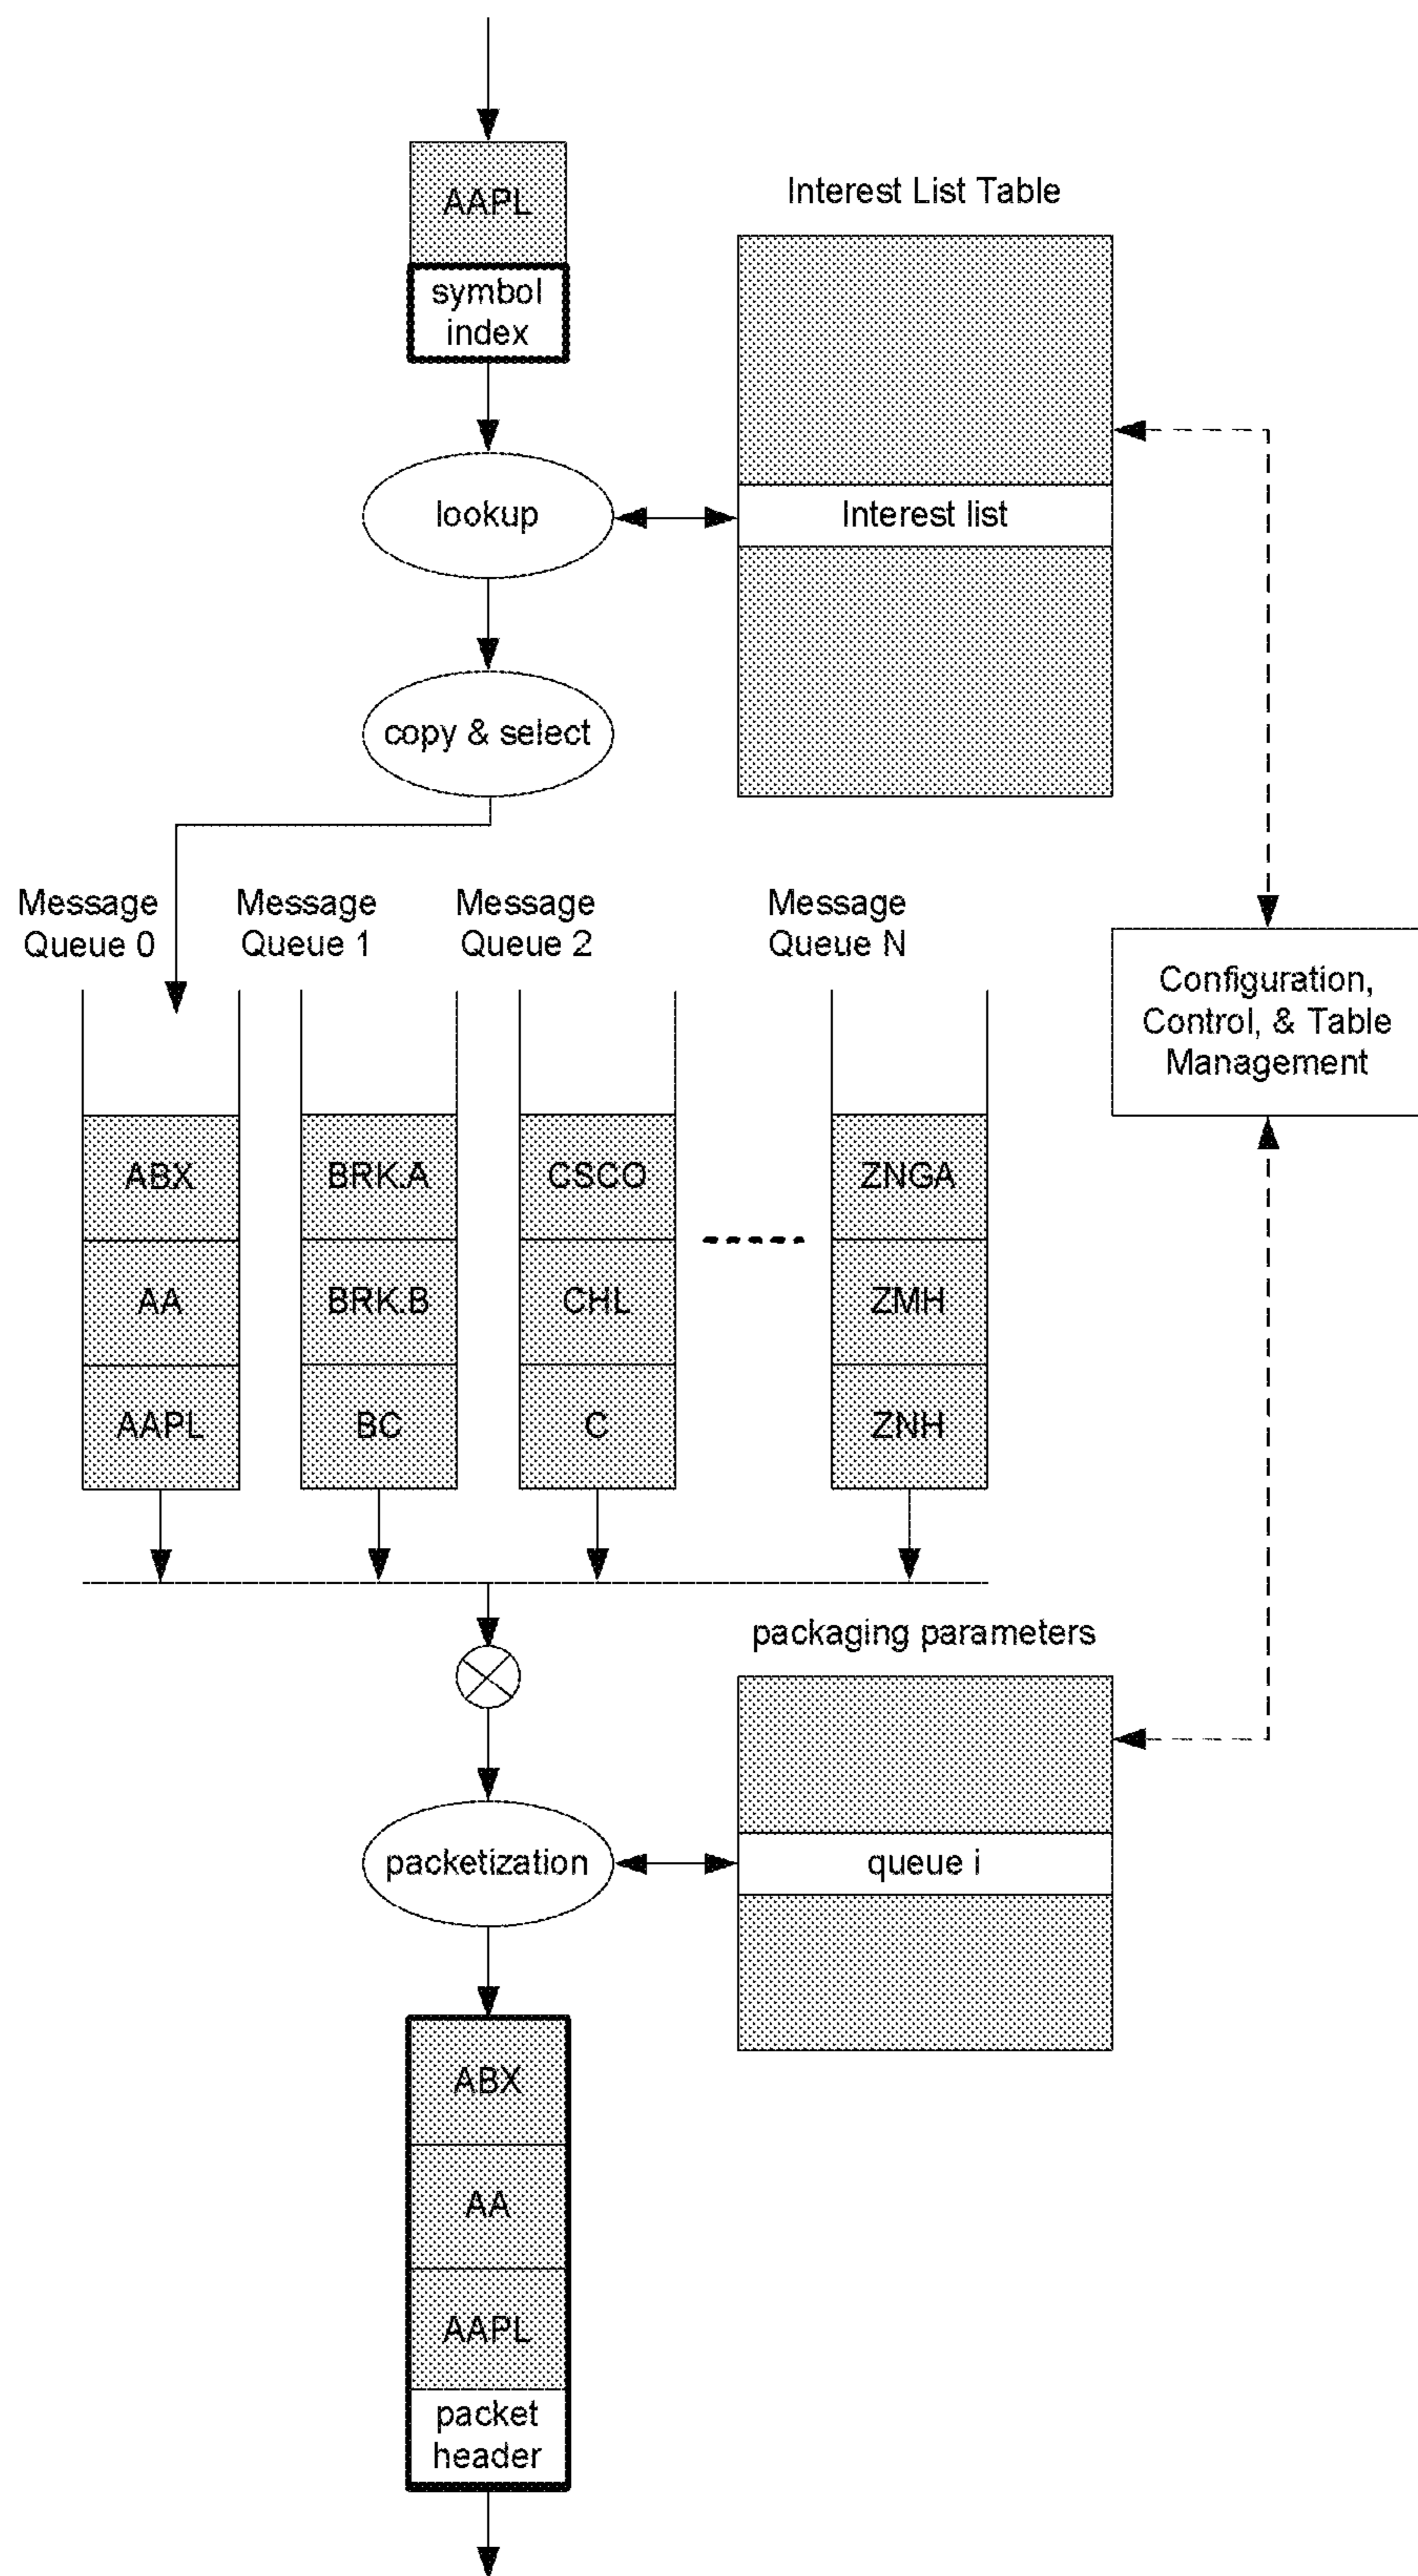 AAPL
symbol
index
Interest List Table
lookup
Interest list
copy & select
Message
Queue 0
Message
Queue 1
Message
Queue 2
Message
Queue N
Configuration,
Control, & Table
Management
ABX
BRK.A
CSCO
ZNGA
AA
BRK.B
CHL
ZMH
AAPL
BC
C
ZNH
packaging parameters
packetization
queue i
ABX
AA
AAPL
packet
header